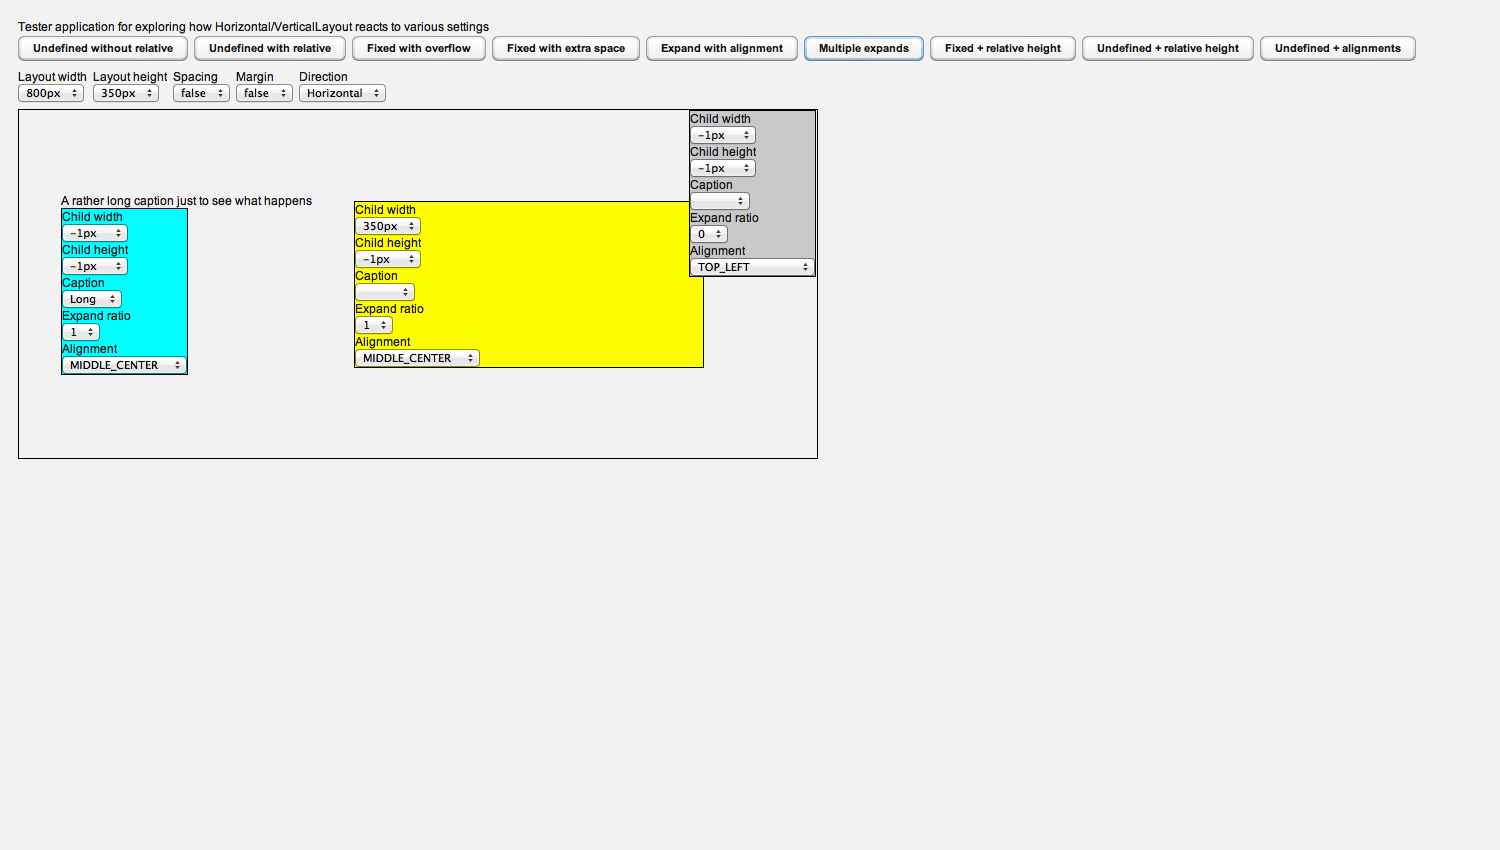 Tester application for exploring how Horizontal/VerticalLayout reacts to various settings
Undefined without relative Undefined with relative Fixed with overflow Fixed with extra space Expand with alignment Multiple expands Fixed + relative height Undefined + relative height Undefined + alignments
Layout width Layout height Spacing Margin Direction
800px 350px false false Horizontal
A rather long caption just to see what happens
Child width
-1px
Child height
-1px
Caption
Long
Expand ratio
1
Alignment
MIDDLE_CENTER
Child width
350px
Child height
-1px
Caption
Expand ratio
1
Alignment
MIDDLE_CENTER
Child width
-1px
Child height
-1px
Caption
Expand ratio
0
Alignment
TOP_LEFT